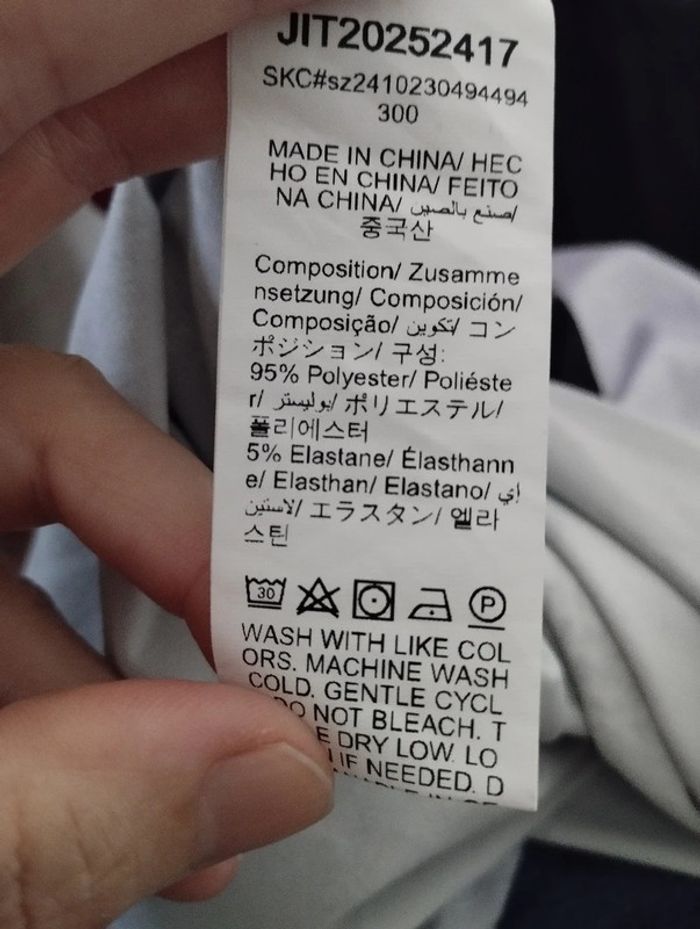 JIT20252417
SKC#sz2410230494494
300
MADE IN CHINA/ HEC
HO EN CHINA/ FEITO
NA CHINA/ صنع بالصين/
중국산
Composition/ Zusamme
nsetzung/ Composición/
Composição/ تكوين/ コン
ポジション/ 구성:
95% Polyester/ Poliéste
r/ بوليستر/ ポリエステル/
폴리에스터
5% Elastane/ Élasthann
e/ Elasthan/ Elastano/ إي
لاستين/ エラスタン/ 엘라
스틴
30 P
WASH WITH LIKE COL
ORS. MACHINE WASH
COLD. GENTLE CYCL
DO NOT BLEACH. T
E DRY LOW. LO
IF NEEDED. D